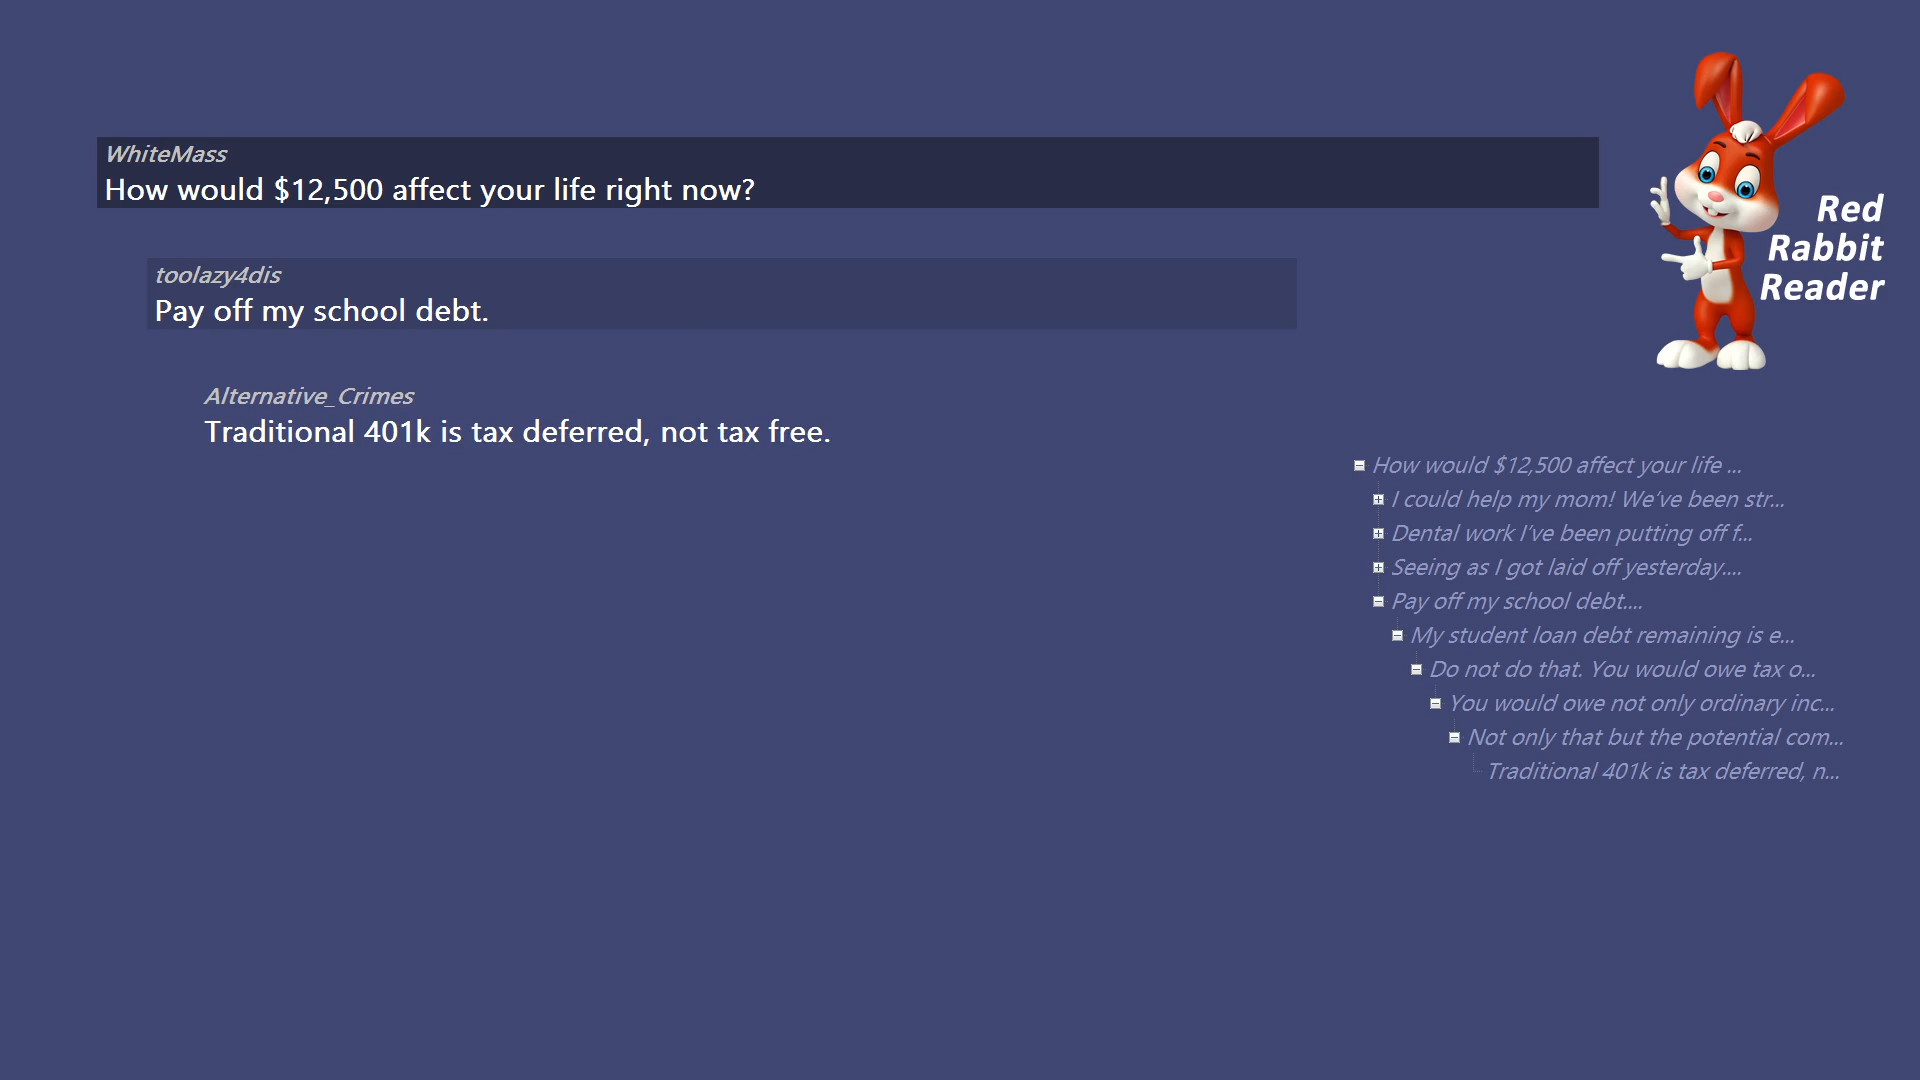 WhiteMass
How would $12,500 affect your life right now?
toolazy4dis
Pay off my school debt.
Alternative_Crimes
Traditional 401k is tax deferred, not tax free.
Red
Rabbit
Reader
How would $12,500 affect your life ...
I could help my mom! We've been str...
Dental work I've been putting off f...
Seeing as I got laid off yesterday....
Pay off my school debt....
My student loan debt remaining is e...
Do not do that. You would owe tax o...
You would owe not only ordinary inc...
Not only that but the potential com...
Traditional 401k is tax deferred, n...